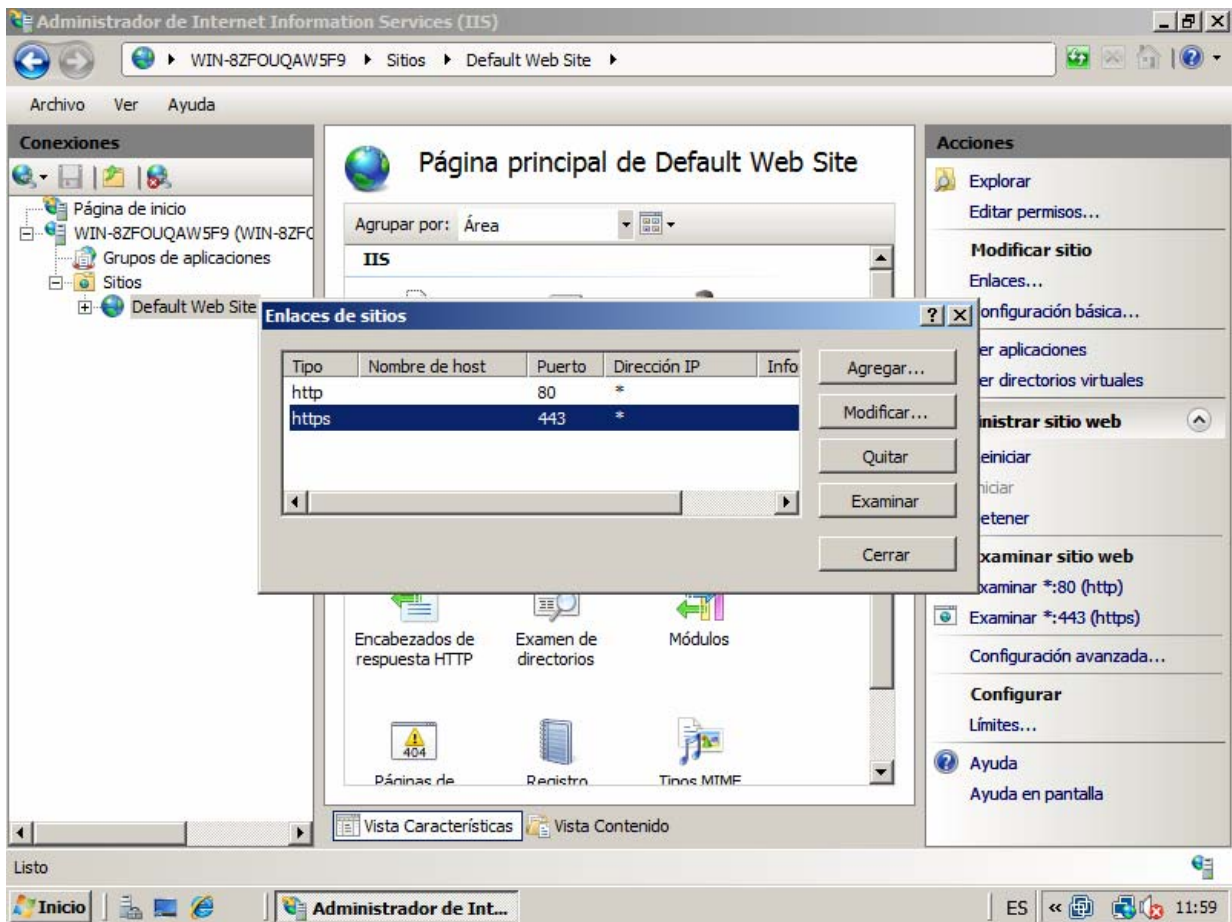 Administrador de Internet Information Services (IIS)
WIN-8ZFOUQAW5F9 Sitios Default Web Site
Archivo Ver Ayuda
Conexiones
Página de inicio
WIN-8ZFOUQAW5F9 (WIN-8ZFO
Grupos de aplicaciones
Sitios
Default Web Site
Página principal de Default Web Site
Agrupar por: Área
IIS
Enlaces de sitios
Tipo Nombre de host Puerto Dirección IP Info
http 80 *
https 443 *
Agregar...
Modificar...
Quitar
Examinar
Cerrar
Encabezados de respuesta HTTP
Examen de directorios
Módulos
404
Páginas de
Registro
Tipos MIME
Vista Características Vista Contenido
Acciones
Explorar
Editar permisos...
Modificar sitio
Enlaces...
onfiguración básica...
er aplicaciones
er directorios virtuales
inistrar sitio web
einiciar
niciar
etener
xaminar sitio web
xaminar *:80 (http)
Examinar *:443 (https)
Configuración avanzada...
Configurar
Límites...
Ayuda
Ayuda en pantalla
Listo
Inicio Administrador de Int... ES « 11:59